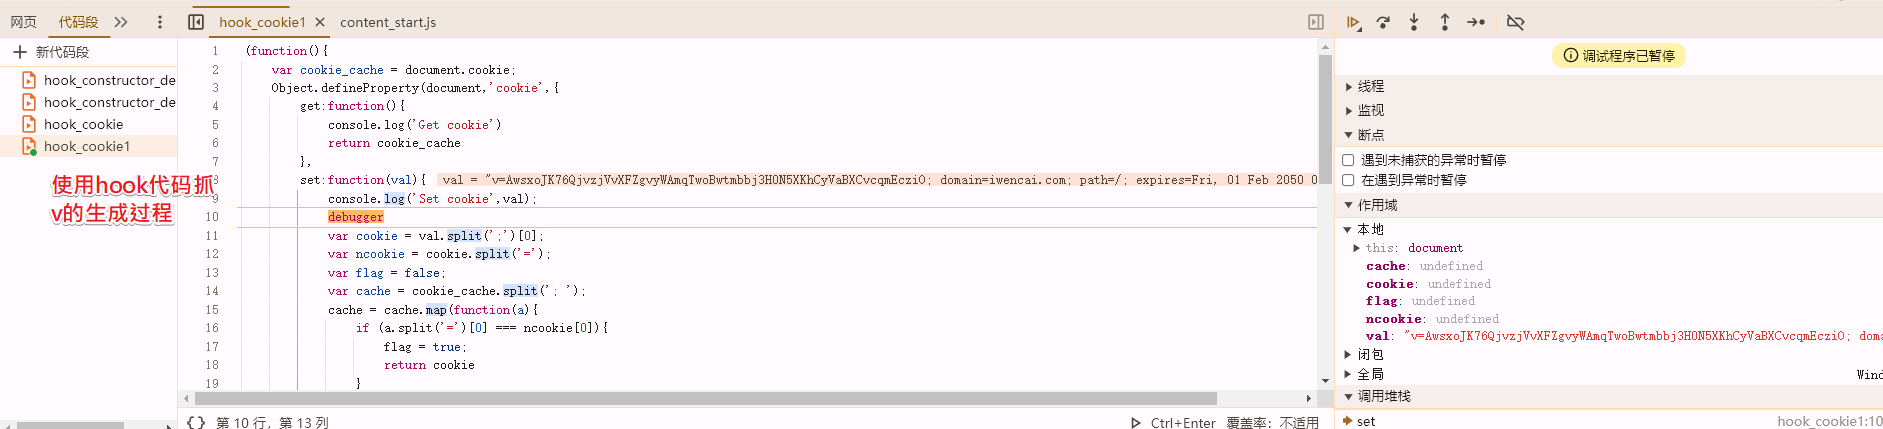 网页 代码段
hook_cookie1 content_start.js
新代码段
hook_constructor_de
hook_constructor_de
hook_cookie
hook_cookie1
使用hook代码抓
v的生成过程
1 (function(){
2 var cookie_cache = document.cookie;
3 Object.defineProperty(document,'cookie',{
4 get:function(){
5 console.log('Get cookie')
6 return cookie_cache
7 },
8 set:function(val){ val = "v=AwsxoJK76QjvzjVvXFZgvyWAmqTwoBwtmbbj3H0N5XKhCyVaBXCvcqmEcziO; domain=iwencai.com; path=/; expires=Fri, 01 Feb 2050 0
9 console.log('Set cookie',val);
10 debugger
11 var cookie = val.split(';')[0];
12 var ncookie = cookie.split('=');
13 var flag = false;
14 var cache = cookie_cache.split('; ');
15 cache = cache.map(function(a){
16 if (a.split('=')[0] === ncookie[0]){
17 flag = true;
18 return cookie
19 }
{} 第 10 行，第 13 列
Ctrl+Enter 覆盖率：不适用
调试程序已暂停
线程
监视
断点
遇到未捕获的异常时暂停
在遇到异常时暂停
作用域
本地
this: document
cache: undefined
cookie: undefined
flag: undefined
ncookie: undefined
val: "v=AwsxoJK76QjvzjVvXFZgvyWAmqTwoBwtmbbj3H0N5XKhCyVaBXCvcqmEcziO; doma
闭包
全局 Wind
调用堆栈
set hook_cookie1:10